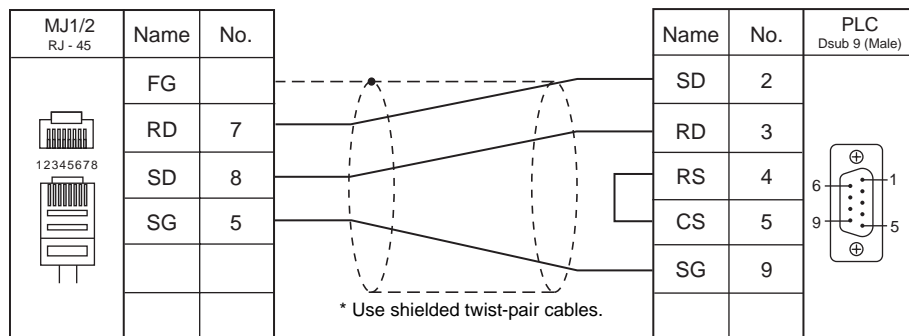 MJ1/2
RJ - 45
Name No.
FG
RD 7
SD 8
SG 5
12345678
* Use shielded twist-pair cables.
Name No.
SD 2
RD 3
RS 4
CS 5
SG 9
PLC
Dsub 9 (Male)
6 1
9 5